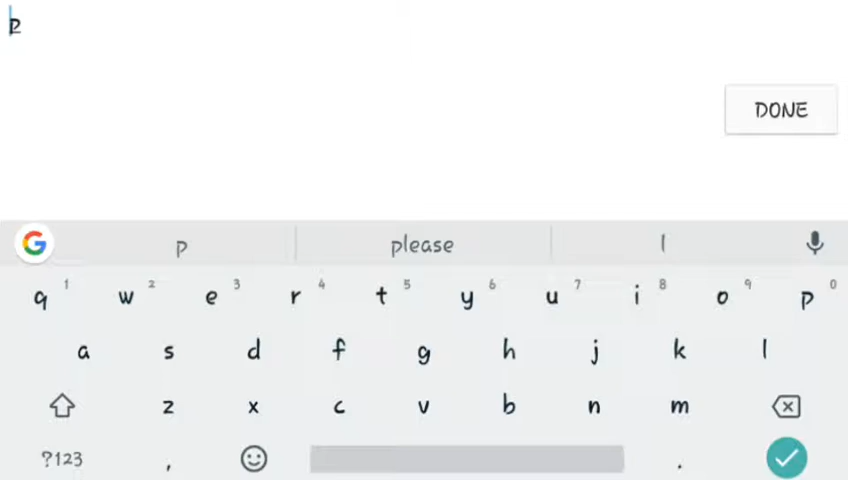 p
DONE
p please I
q 1 w 2 e 3 r 4 t 5 y 6 u 7 i 8 o 9 p 0
a s d f g h j k l
z x c v b n m
?123 , .